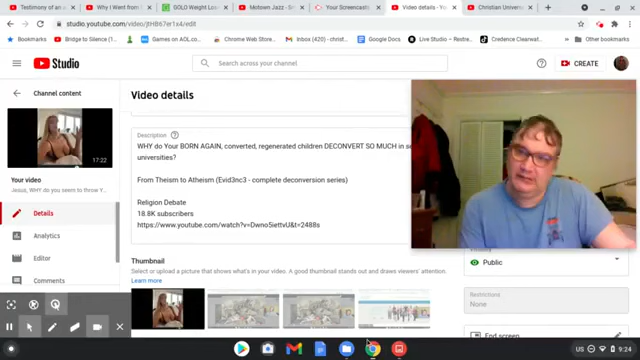 Testimony of an a
Why I Went from
GOLD Weight Los
Motown Jazz - S
Your Screencast
Video details -
Christian Univers
studio.youtube.com/video/jtHB67er1x4/edit
Bookmarks
Bridge to Silence (1...
Games on AOL.co...
Chrome Web Store...
Inbox (420) - christ...
Google Docs
Live Studio – Restre...
Credence Clearwat...
Other bookmarks
Studio
Search across your channel
CREATE
Channel content
Video details
17:22
Your video
Jesus, WHY do you seem to throw Y
Details
Analytics
Editor
Comments
Description
WHY do Your BORN AGAIN, converted, regenerated children DECONVERT SO MUCH in s
universities?
From Theism to Atheism (Evid3nc3 - complete deconversion series)
Religion Debate
18.8K subscribers
https://www.youtube.com/watch?v=Dwno5iettvU&t=2488s
Thumbnail
Select or upload a picture that shows what's in your video. A good thumbnail stands out and draws viewers' attention.
Learn more
Public
Restrictions
None
End screen
US
9:24